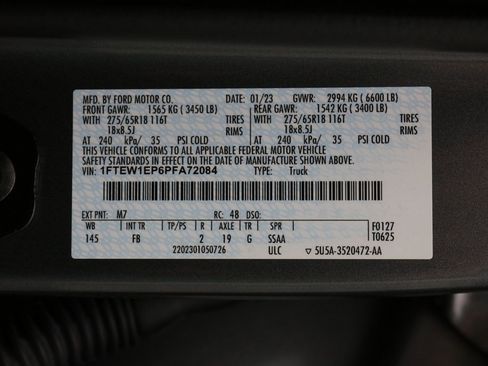 MFD. BY FORD MOTOR CO. DATE: 01/23 GVWR: 2994 KG ( 6600 LB)
FRONT GAWR: 1565 KG ( 3450 LB) REAR GAWR: 1542 KG ( 3400 LB)
WITH 275/65R18 116T TIRES WITH 275/65R18 116T TIRES
18x8.5J RIMS 18x8.5J RIMS
AT 240 kPa/ 35 PSI COLD AT 240 kPa/ 35 PSI COLD
THIS VEHICLE CONFORMS TO ALL APPLICABLE FEDERAL MOTOR VEHICLE
SAFETY AND THEFT PREVENTION STANDARDS IN EFFECT ON THE DATE OF MANUFACTURE SHOWN ABOVE.
VIN: 1FTEW1EP6PFA72084 TYPE: Truck
EXT PNT: M7 RC: 48 DSO: F0127
WB INT TR TP/PS R AXLE TR SPR T0625
145 FB 2 19 G SSAA
2202301050726 ULC ▽ 5U5A-3520472-AA